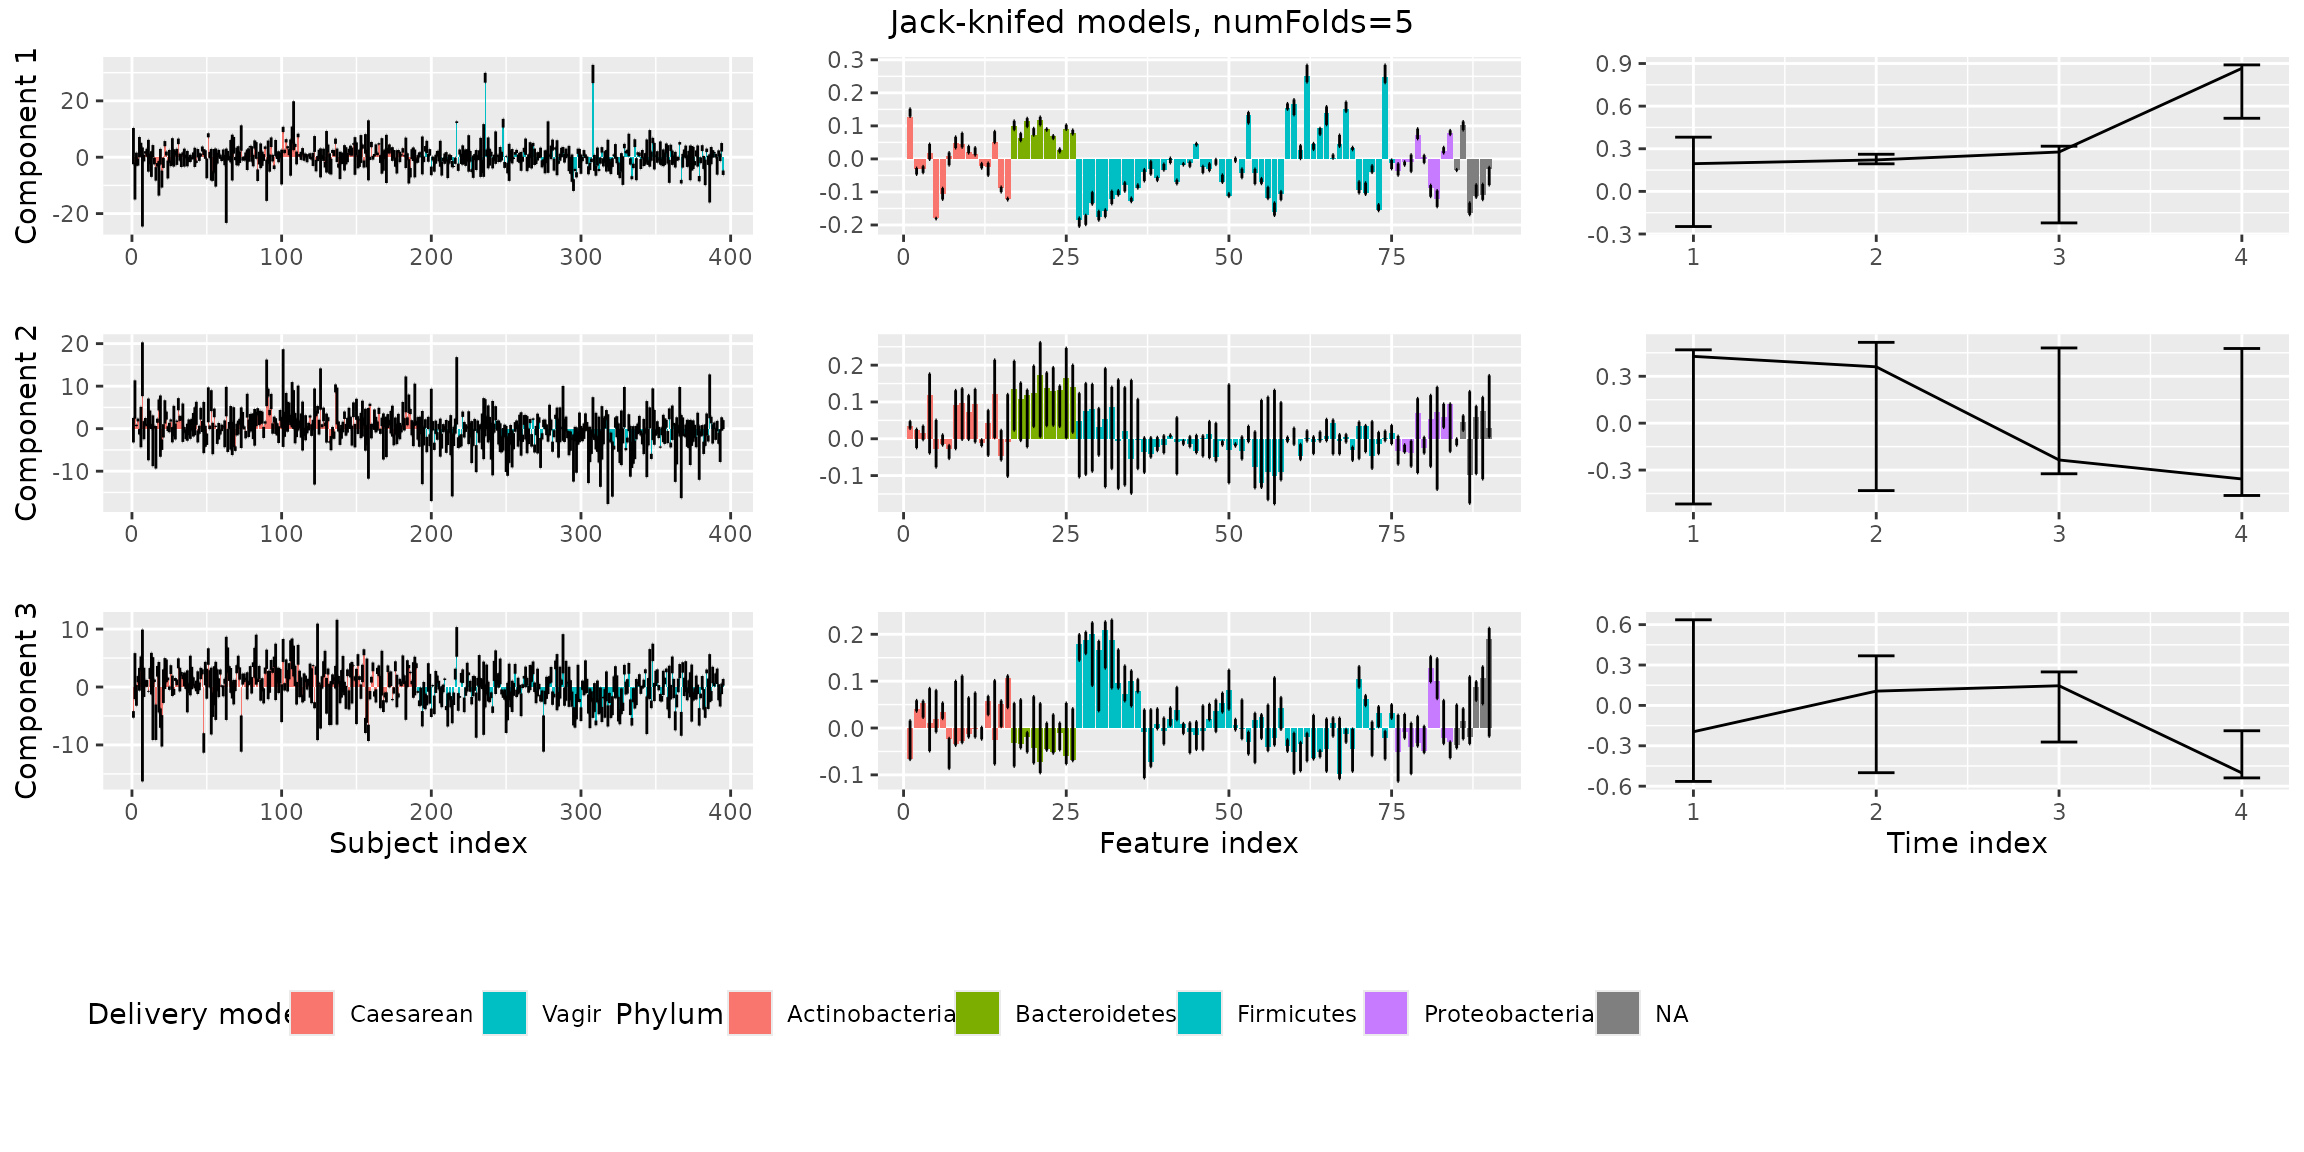 Jack-knifed models, numFolds=5
Component 1
20
0
-20
0 100 200 300 400
0.3
0.2
0.1
0.0
-0.1
-0.2
0 25 50 75
0.9
0.6
0.3
0.0
-0.3
1 2 3 4
Component 2
20
10
0
-10
0 100 200 300 400
0.2
0.1
0.0
-0.1
0 25 50 75
0.3
0.0
-0.3
1 2 3 4
Component 3
10
0
-10
0 100 200 300 400
0.2
0.1
0.0
-0.1
0 25 50 75
0.6
0.3
0.0
-0.3
-0.6
1 2 3 4
Subject index Feature index Time index
Delivery mode Caesarean Vagir Phylum Actinobacteria Bacteroidetes Firmicutes Proteobacteria NA